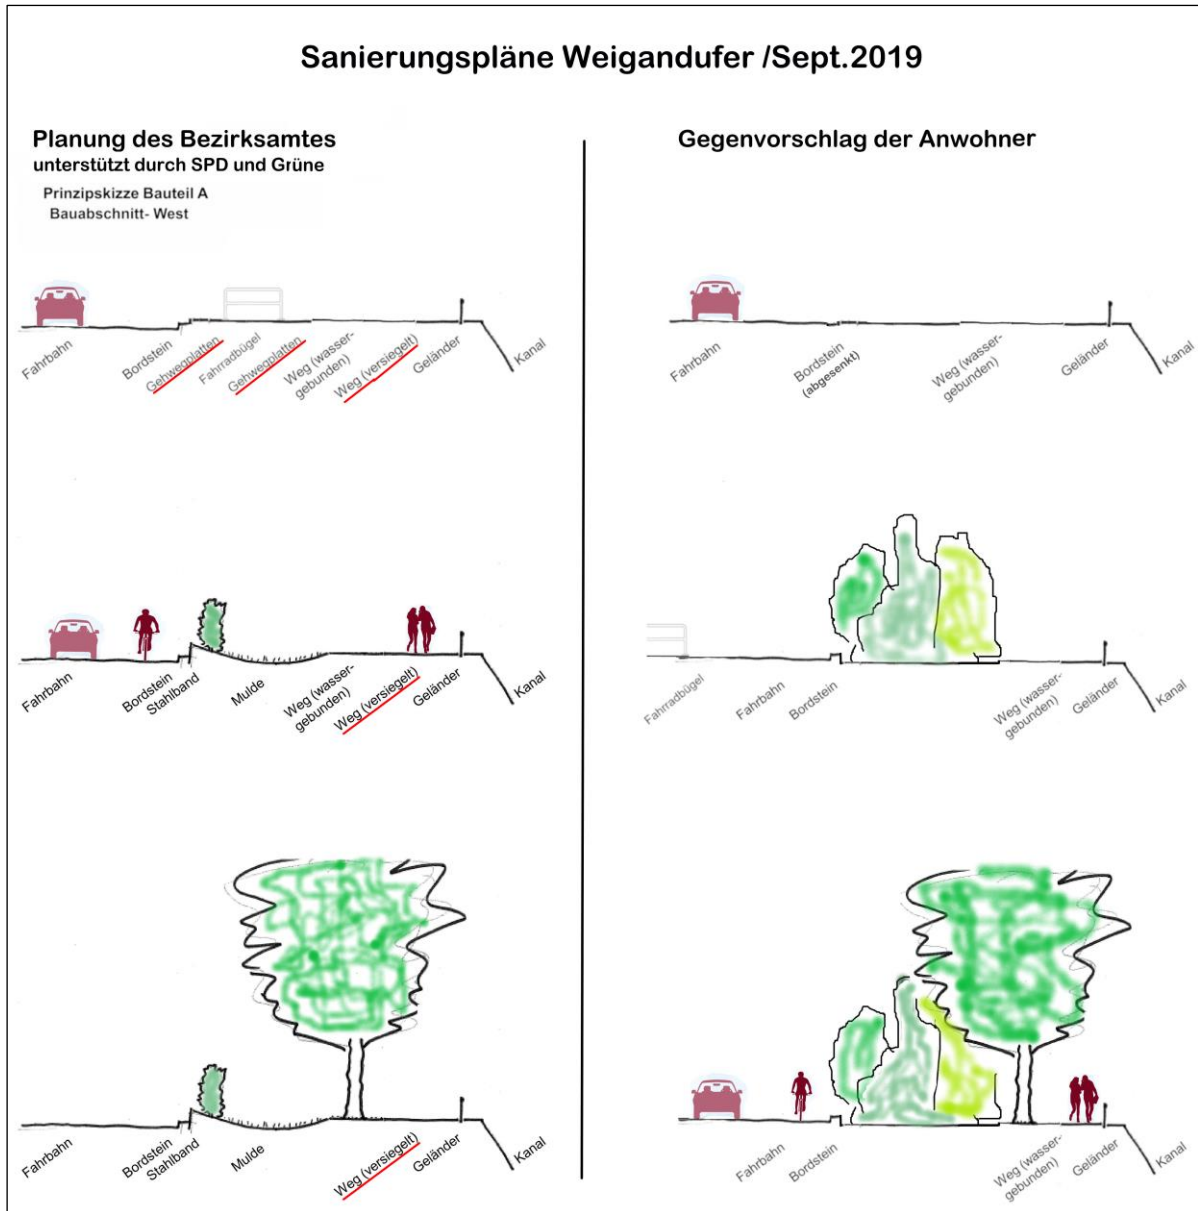 Sanierungspläne Weigandufer /Sept.2019
Planung des Bezirksamtes
unterstützt durch SPD und Grüne
Prinzipskizze Bauteil A
Bauabschnitt- West
Fahrbahn
Bordstein
Gehwegplatten
Fahrradbügel
Gehwegplatten
Weg (wasser-
gebunden)
Weg (versiegelt)
Geländer
Kanal
Fahrbahn
Bordstein
Stahlband
Mulde
Weg (wasser-
gebunden)
Weg (versiegelt)
Geländer
Kanal
Fahrbahn
Bordstein
Stahlband
Mulde
Weg (versiegelt)
Geländer
Kanal
Gegenvorschlag der Anwohner
Fahrbahn
Bordstein
(abgesenkt)
Weg (wasser-
gebunden)
Geländer
Kanal
Fahrradbügel
Fahrbahn
Bordstein
Weg (wasser-
gebunden)
Geländer
Kanal
Fahrbahn
Bordstein
Weg (wasser-
gebunden)
Geländer
Kanal